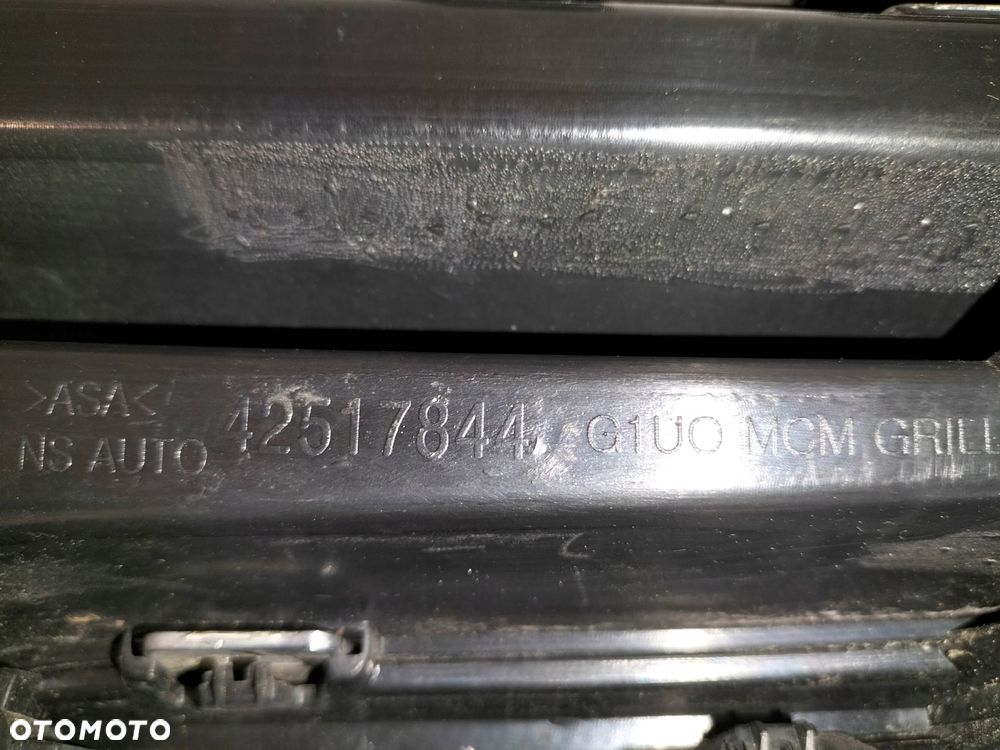 >ASA< 42517844 G1UO MCM GRILL
NS AUTO
OTOMOTO